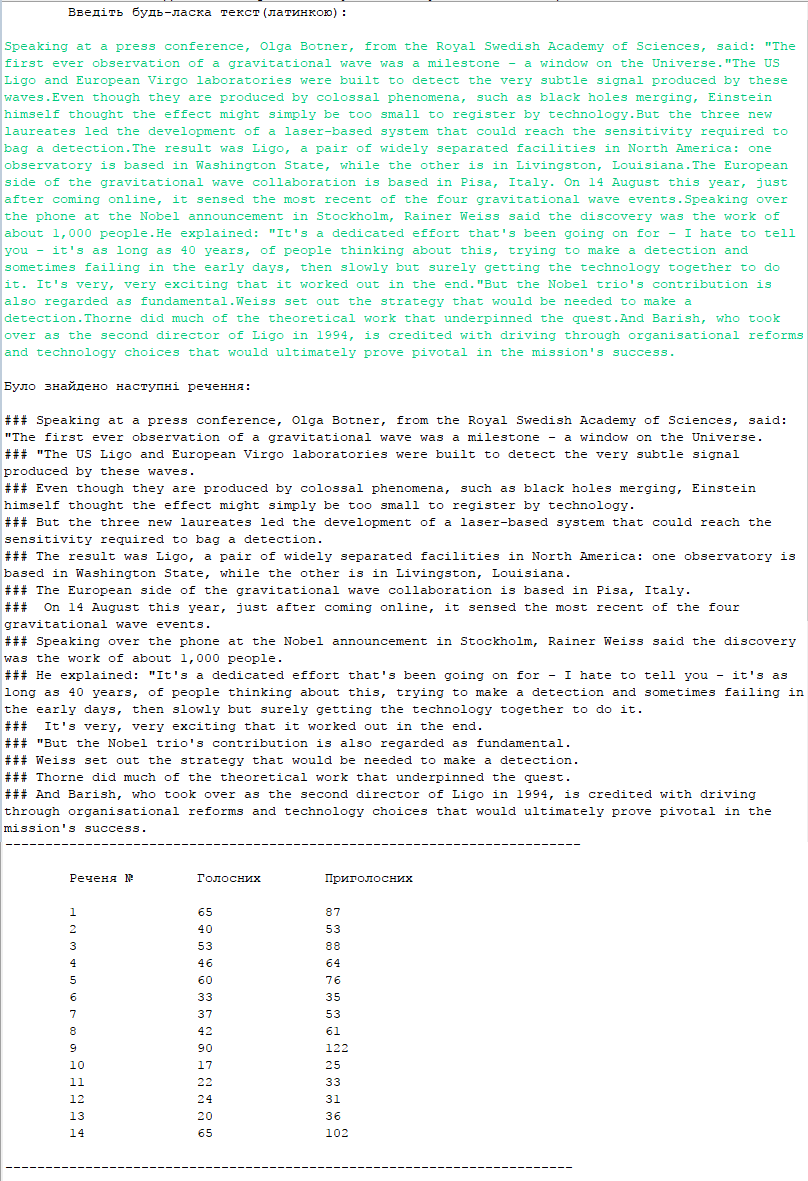 Введіть будь-ласка текст(латинкою):
Speaking at a press conference, Olga Botner, from the Royal Swedish Academy of Sciences, said: "The
first ever observation of a gravitational wave was a milestone - a window on the Universe."The US
Ligo and European Virgo laboratories were built to detect the very subtle signal produced by these
waves.Even though they are produced by colossal phenomena, such as black holes merging, Einstein
himself thought the effect might simply be too small to register by technology.But the three new
laureates led the development of a laser-based system that could reach the sensitivity required to
bag a detection.The result was Ligo, a pair of widely separated facilities in North America: one
observatory is based in Washington State, while the other is in Livingston, Louisiana.The European
side of the gravitational wave collaboration is based in Pisa, Italy. On 14 August this year, just
after coming online, it sensed the most recent of the four gravitational wave events.Speaking over
the phone at the Nobel announcement in Stockholm, Rainer Weiss said the discovery was the work of
about 1,000 people.He explained: "It's a dedicated effort that's been going on for - I hate to tell
you - it's as long as 40 years, of people thinking about this, trying to make a detection and
sometimes failing in the early days, then slowly but surely getting the technology together to do
it. It's very, very exciting that it worked out in the end."But the Nobel trio's contribution is
also regarded as fundamental.Weiss set out the strategy that would be needed to make a
detection.Thorne did much of the theoretical work that underpinned the quest.And Barish, who took
over as the second director of Ligo in 1994, is credited with driving through organisational reforms
and technology choices that would ultimately prove pivotal in the mission's success.
Було знайдено наступні речення:
### Speaking at a press conference, Olga Botner, from the Royal Swedish Academy of Sciences, said:
"The first ever observation of a gravitational wave was a milestone - a window on the Universe.
### "The US Ligo and European Virgo laboratories were built to detect the very subtle signal
produced by these waves.
### Even though they are produced by colossal phenomena, such as black holes merging, Einstein
himself thought the effect might simply be too small to register by technology.
### But the three new laureates led the development of a laser-based system that could reach the
sensitivity required to bag a detection.
### The result was Ligo, a pair of widely separated facilities in North America: one observatory is
based in Washington State, while the other is in Livingston, Louisiana.
### The European side of the gravitational wave collaboration is based in Pisa, Italy.
###  On 14 August this year, just after coming online, it sensed the most recent of the four
gravitational wave events.
### Speaking over the phone at the Nobel announcement in Stockholm, Rainer Weiss said the discovery
was the work of about 1,000 people.
### He explained: "It's a dedicated effort that's been going on for - I hate to tell you - it's as
long as 40 years, of people thinking about this, trying to make a detection and sometimes failing in
the early days, then slowly but surely getting the technology together to do it.
###  It's very, very exciting that it worked out in the end.
### "But the Nobel trio's contribution is also regarded as fundamental.
### Weiss set out the strategy that would be needed to make a detection.
### Thorne did much of the theoretical work that underpinned the quest.
### And Barish, who took over as the second director of Ligo in 1994, is credited with driving
through organisational reforms and technology choices that would ultimately prove pivotal in the
mission's success.
------------------------------------------------------------------------
Реченя № Голосних Приголосних
1 65 87
2 40 53
3 53 88
4 46 64
5 60 76
6 33 35
7 37 53
8 42 61
9 90 122
10 17 25
11 22 33
12 24 31
13 20 36
14 65 102
-----------------------------------------------------------------------